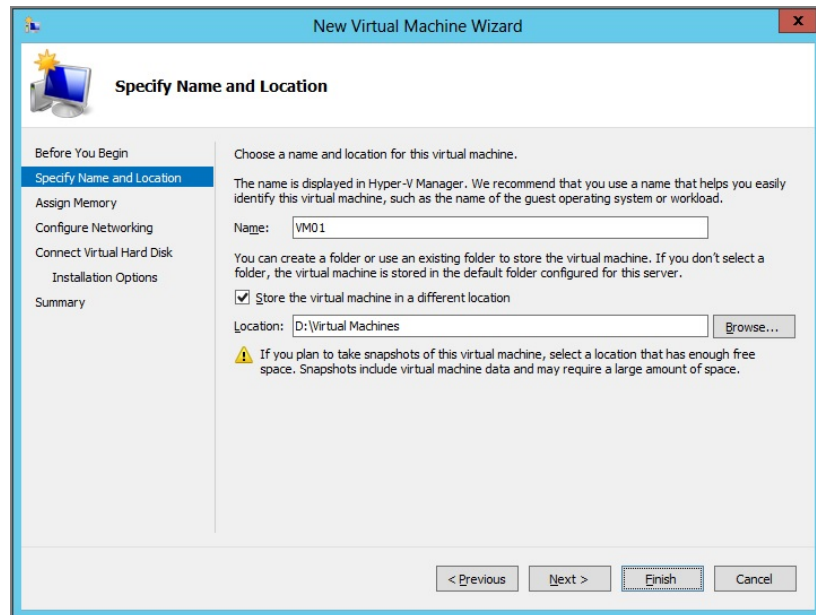 New Virtual Machine Wizard
x
Specify Name and Location
Before You Begin
Specify Name and Location
Assign Memory
Configure Networking
Connect Virtual Hard Disk
Installation Options
Summary
Choose a name and location for this virtual machine.
The name is displayed in Hyper-V Manager. We recommend that you use a name that helps you easily
identify this virtual machine, such as the name of the guest operating system or workload.
Name: VM01
You can create a folder or use an existing folder to store the virtual machine. If you don't select a
folder, the virtual machine is stored in the default folder configured for this server.
Store the virtual machine in a different location
Location: D:\Virtual Machines Browse...
If you plan to take snapshots of this virtual machine, select a location that has enough free
space. Snapshots include virtual machine data and may require a large amount of space.
< Previous Next > Finish Cancel